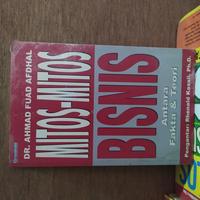 DR. AHMAD FUAD AFDHAL
MITOS-MITOS
BISNIS
Antara
Fakta & Teori
Pengantar: Rhenald Kasali, Ph.D.